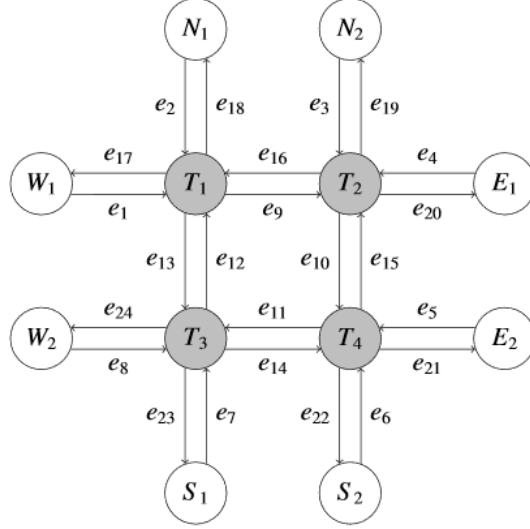 N₁ N₂
e₂ e₁₈ e₃ e₁₉
e₁₇ e₁₆ e₄
W₁ T₁ T₂ E₁
e₁ e₉ e₂₀
e₁₃ e₁₂ e₁₀ e₁₅
e₂₄ e₁₁ e₅
W₂ T₃ T₄ E₂
e₈ e₁₄ e₂₁
e₂₃ e₇ e₂₂ e₆
S₁ S₂